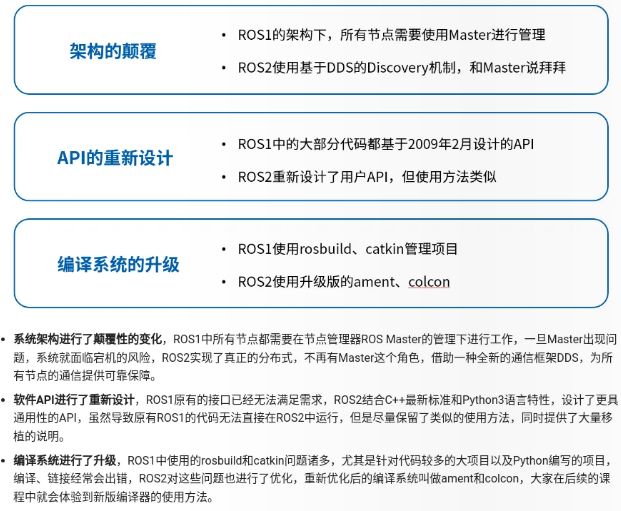 架构的颠覆
• ROS1的架构下，所有节点需要使用Master进行管理
• ROS2使用基于DDS的Discovery机制，和Master说拜拜
API的重新设计
• ROS1中的大部分代码都基于2009年2月设计的API
• ROS2重新设计了用户API，但使用方法类似
编译系统的升级
• ROS1使用rosbuild、catkin管理项目
• ROS2使用升级版的ament、colcon
• 系统架构进行了颠覆性的变化，ROS1中所有节点都需要在节点管理器ROS Master的管理下进行工作，一旦Master出现问
题，系统就面临宕机的风险，ROS2实现了真正的分布式，不再有Master这个角色，借助一种全新的通信框架DDS，为所
有节点的通信提供可靠保障。
• 软件API进行了重新设计，ROS1原有的接口已经无法满足需求，ROS2结合C++最新标准和Python3语言特性，设计了更具
通用性的API，虽然导致原有ROS1的代码无法直接在ROS2中运行，但是尽量保留了类似的使用方法，同时提供了大量移
植的说明。
• 编译系统进行了升级，ROS1中使用的rosbuild和catkin问题诸多，尤其是针对代码较多的大项目以及Python编写的项目，
编译、链接经常会出错，ROS2对这些问题也进行了优化，重新优化后的编译系统叫做ament和colcon，大家在后续的课
程中就会体验到新版编译器的使用方法。